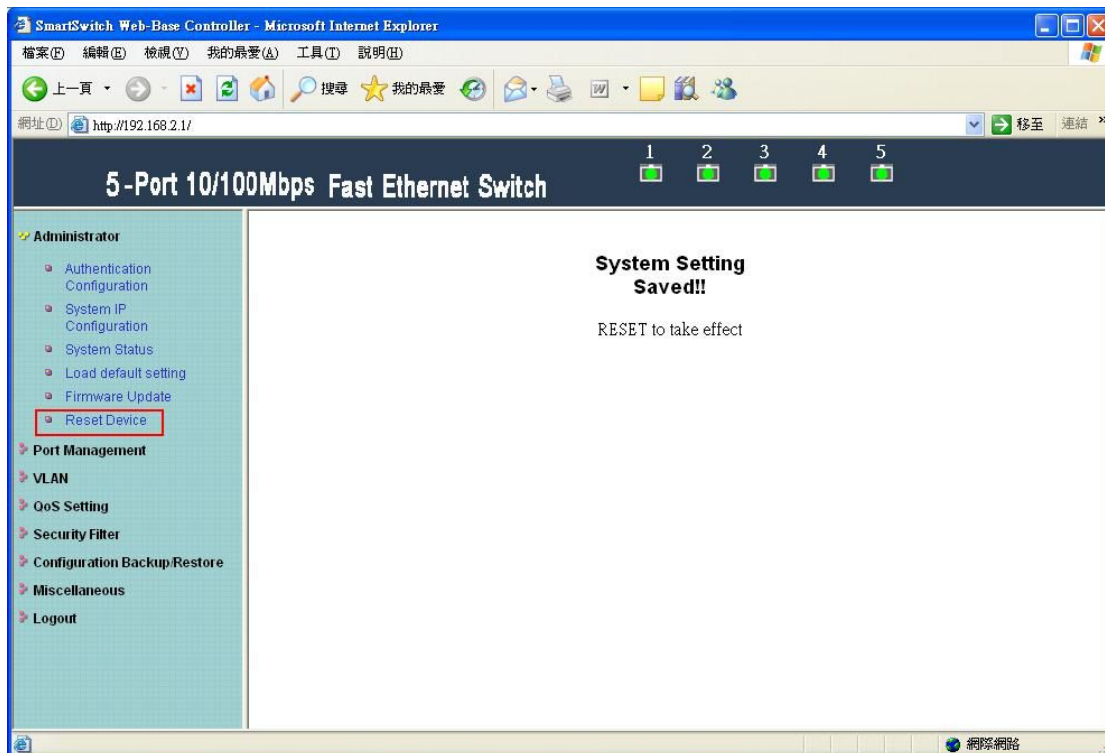 SmartSwitch Web-Base Controller - Microsoft Internet Explorer
檔案(F) 編輯(E) 檢視(V) 我的最愛(A) 工具(T) 說明(H)
上一頁 搜尋 我的最愛
網址(D) http://192.168.2.1/ 移至 連結 »
1 2 3 4 5
5-Port 10/100Mbps Fast Ethernet Switch
Administrator
Authentication
Configuration
System IP
Configuration
System Status
Load default setting
Firmware Update
Reset Device
Port Management
VLAN
QoS Setting
Security Filter
Configuration Backup/Restore
Miscellaneous
Logout
System Setting
Saved!!
RESET to take effect
網際網路